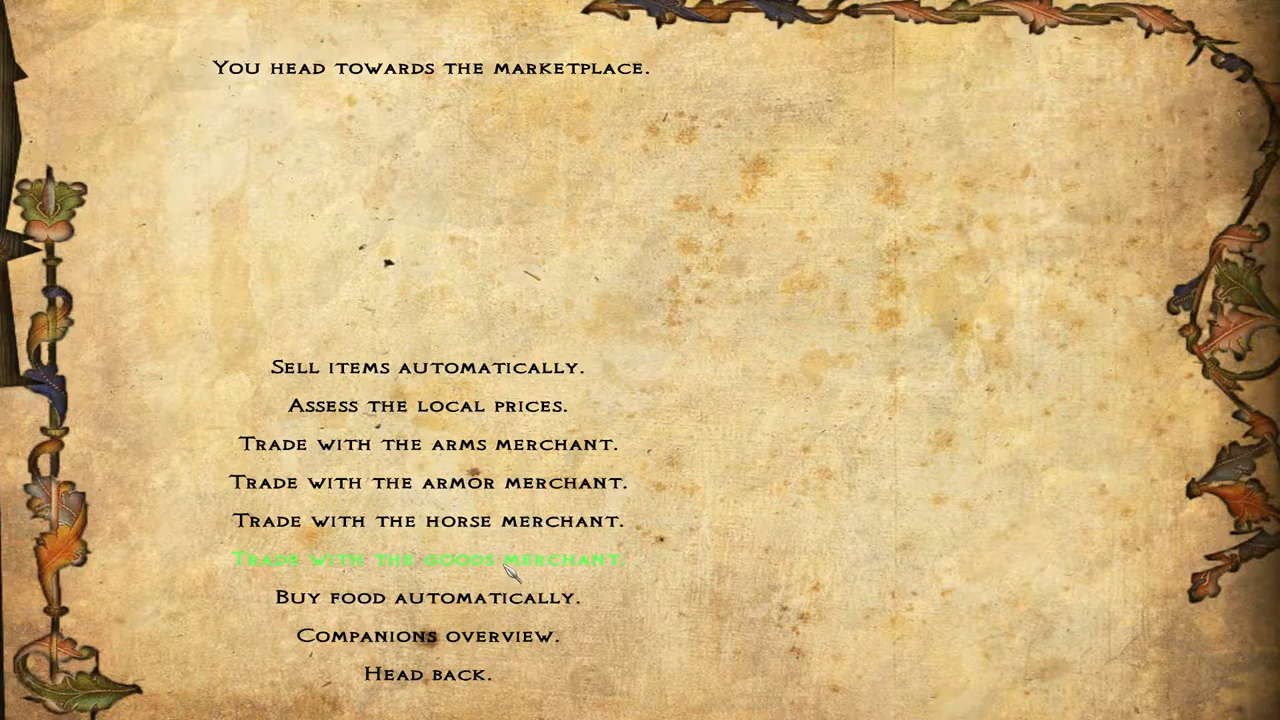 You head towards the marketplace.
Sell items automatically.
Assess the local prices.
Trade with the arms merchant.
Trade with the armor merchant.
Trade with the horse merchant.
Trade with the goods merchant.
Buy food automatically.
Companions overview.
Head back.